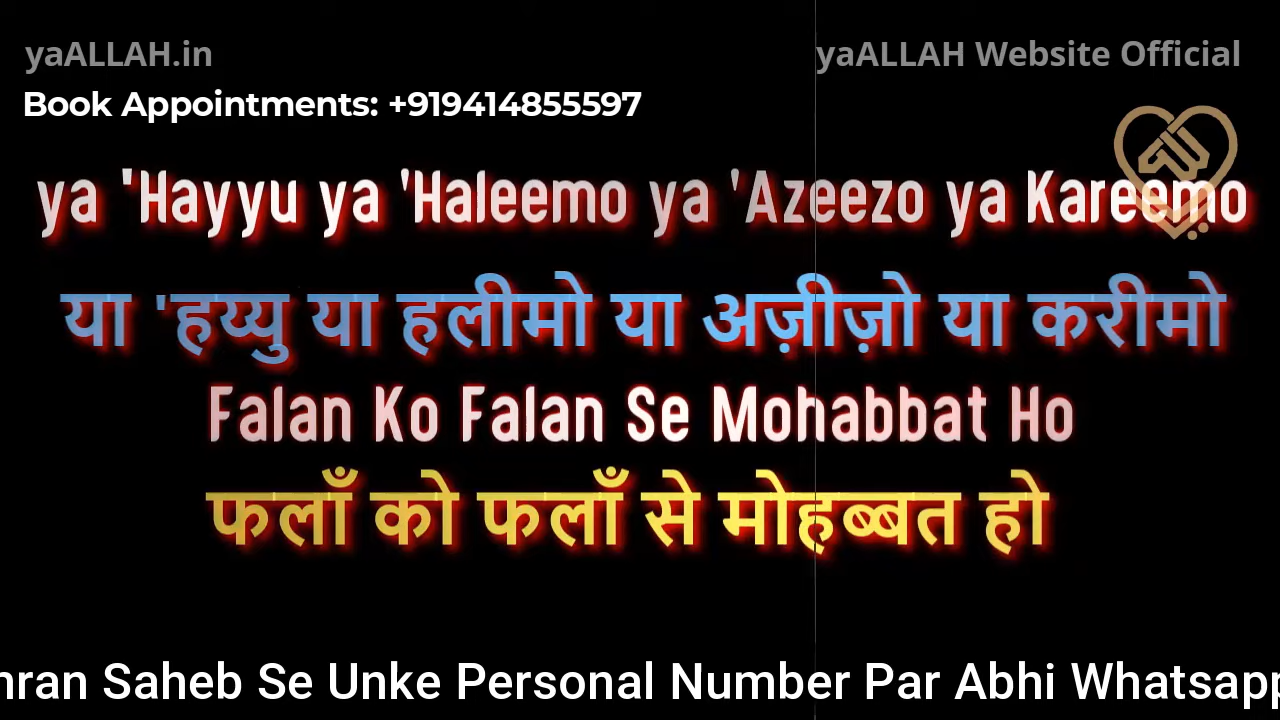 yaALLAH.in
yaALLAH Website Official
Book Appointments: +919414855597
ya 'Hayyu ya 'Haleemo ya 'Azeezo ya Kareemo
या 'हय्यु या हलीमो या अज़ीज़ो या करीमो
Falan Ko Falan Se Mohabbat Ho
फलाँ को फलाँ से मोहब्बत हो
Saheb Se Unke Personal Number Par Abhi Whatsapp